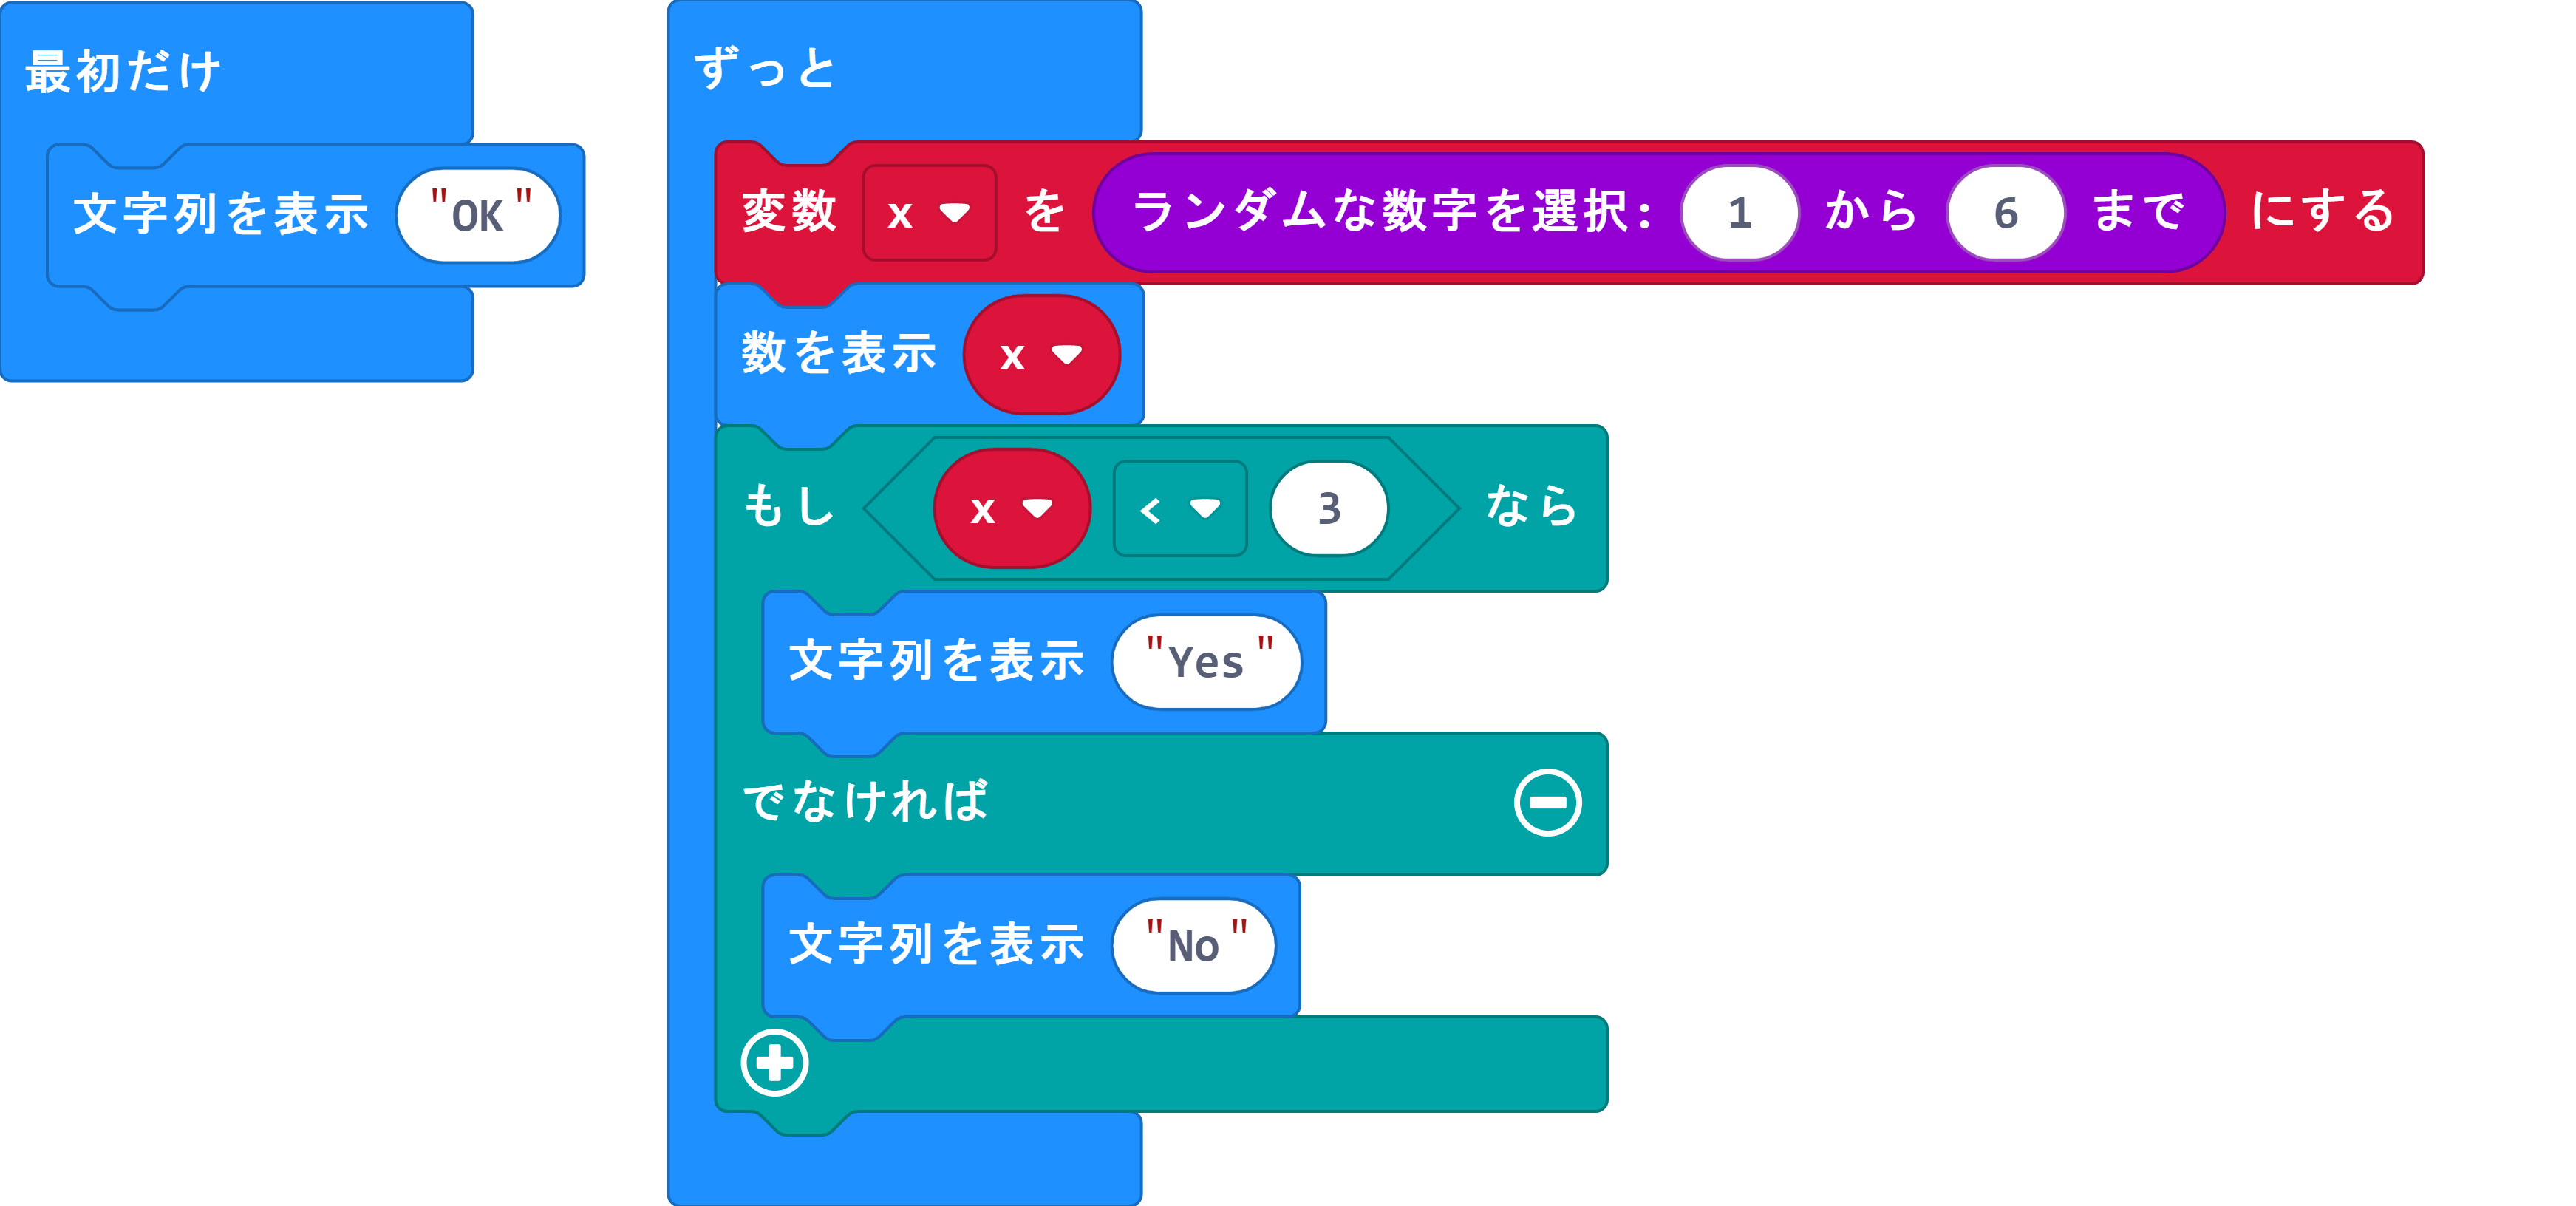 最初だけ
文字列を表示 "OK"
ずっと
変数 x を ランダムな数字を選択: 1 から 6 まで にする
数を表示 x
もし x < 3 なら
文字列を表示 "Yes"
でなければ
文字列を表示 "No"